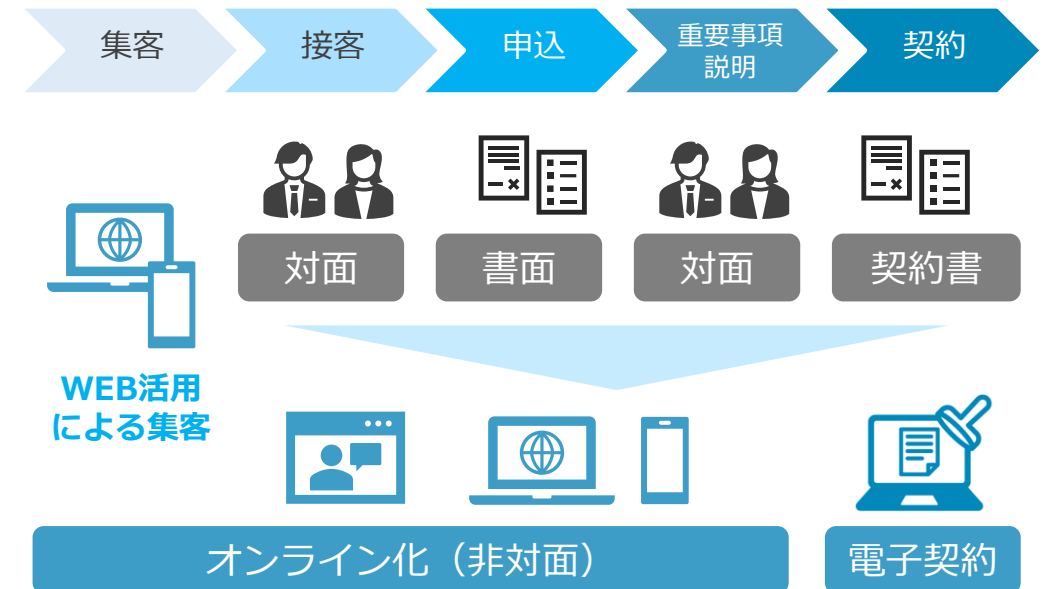 集客
接客
申込
重要事項
説明
契約
対面
書面
対面
契約書
WEB活用
による集客
オンライン化（非対面）
電子契約